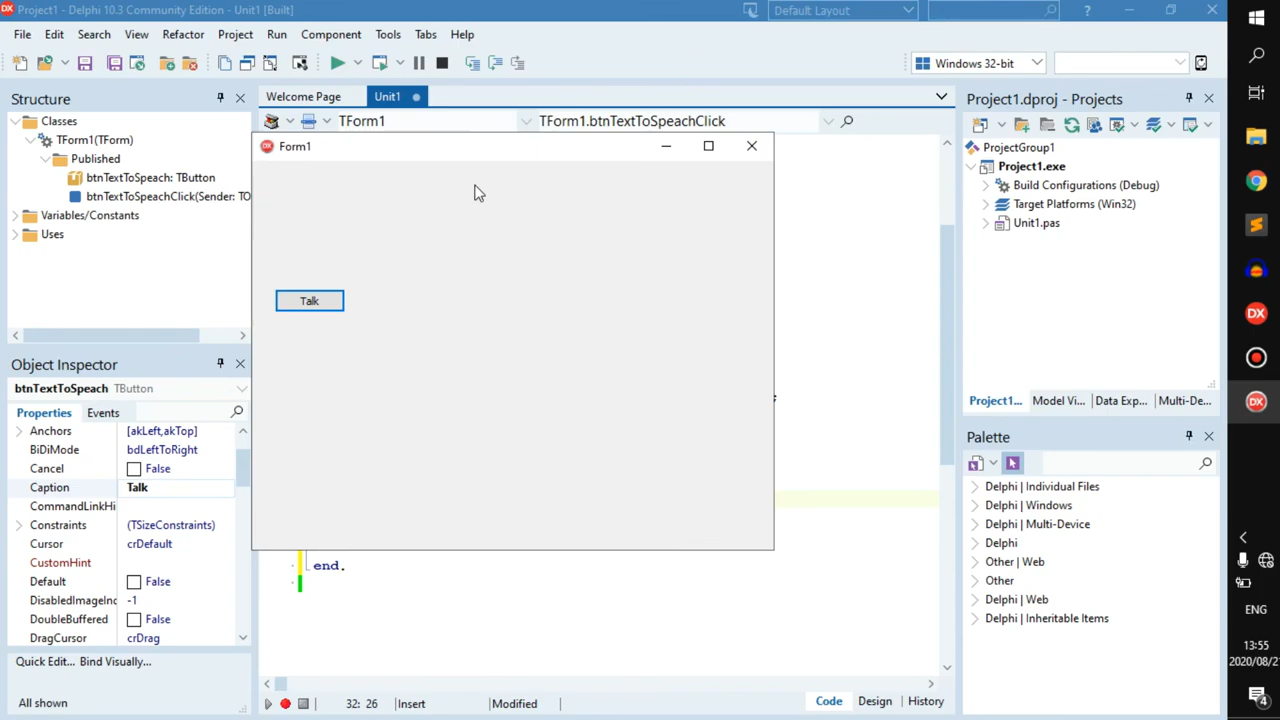 Project1 - Delphi 10.3 Community Edition - Unit1 [Built]
Default Layout
File Edit Search View Refactor Project Run Component Tools Tabs Help
Windows 32-bit
Structure
Classes
TForm1(TForm)
Published
btnTextToSpeach: TButton
btnTextToSpeachClick(Sender: TO
Variables/Constants
Uses
Object Inspector
btnTextToSpeach TButton
Properties Events
Anchors [akLeft,akTop]
BiDiMode bdLeftToRight
Cancel False
Caption Talk
CommandLinkHi
Constraints (TSizeConstraints)
Cursor crDefault
CustomHint
Default False
DisabledImageInd -1
DoubleBuffered False
DragCursor crDrag
Quick Edit... Bind Visually...
All shown
Welcome Page Unit1
TForm1 TForm1.btnTextToSpeachClick
Form1
Talk
;
end.
32: 26 Insert Modified
Code Design History
Project1.dproj - Projects
ProjectGroup1
Project1.exe
Build Configurations (Debug)
Target Platforms (Win32)
Unit1.pas
Project1... Model Vi... Data Exp... Multi-De...
Palette
Delphi | Individual Files
Delphi | Windows
Delphi | Multi-Device
Delphi
Other | Web
Other
Delphi | Web
Delphi | Inheritable Items
DX
DX
DX
ENG
13:55
2020/08/2
4